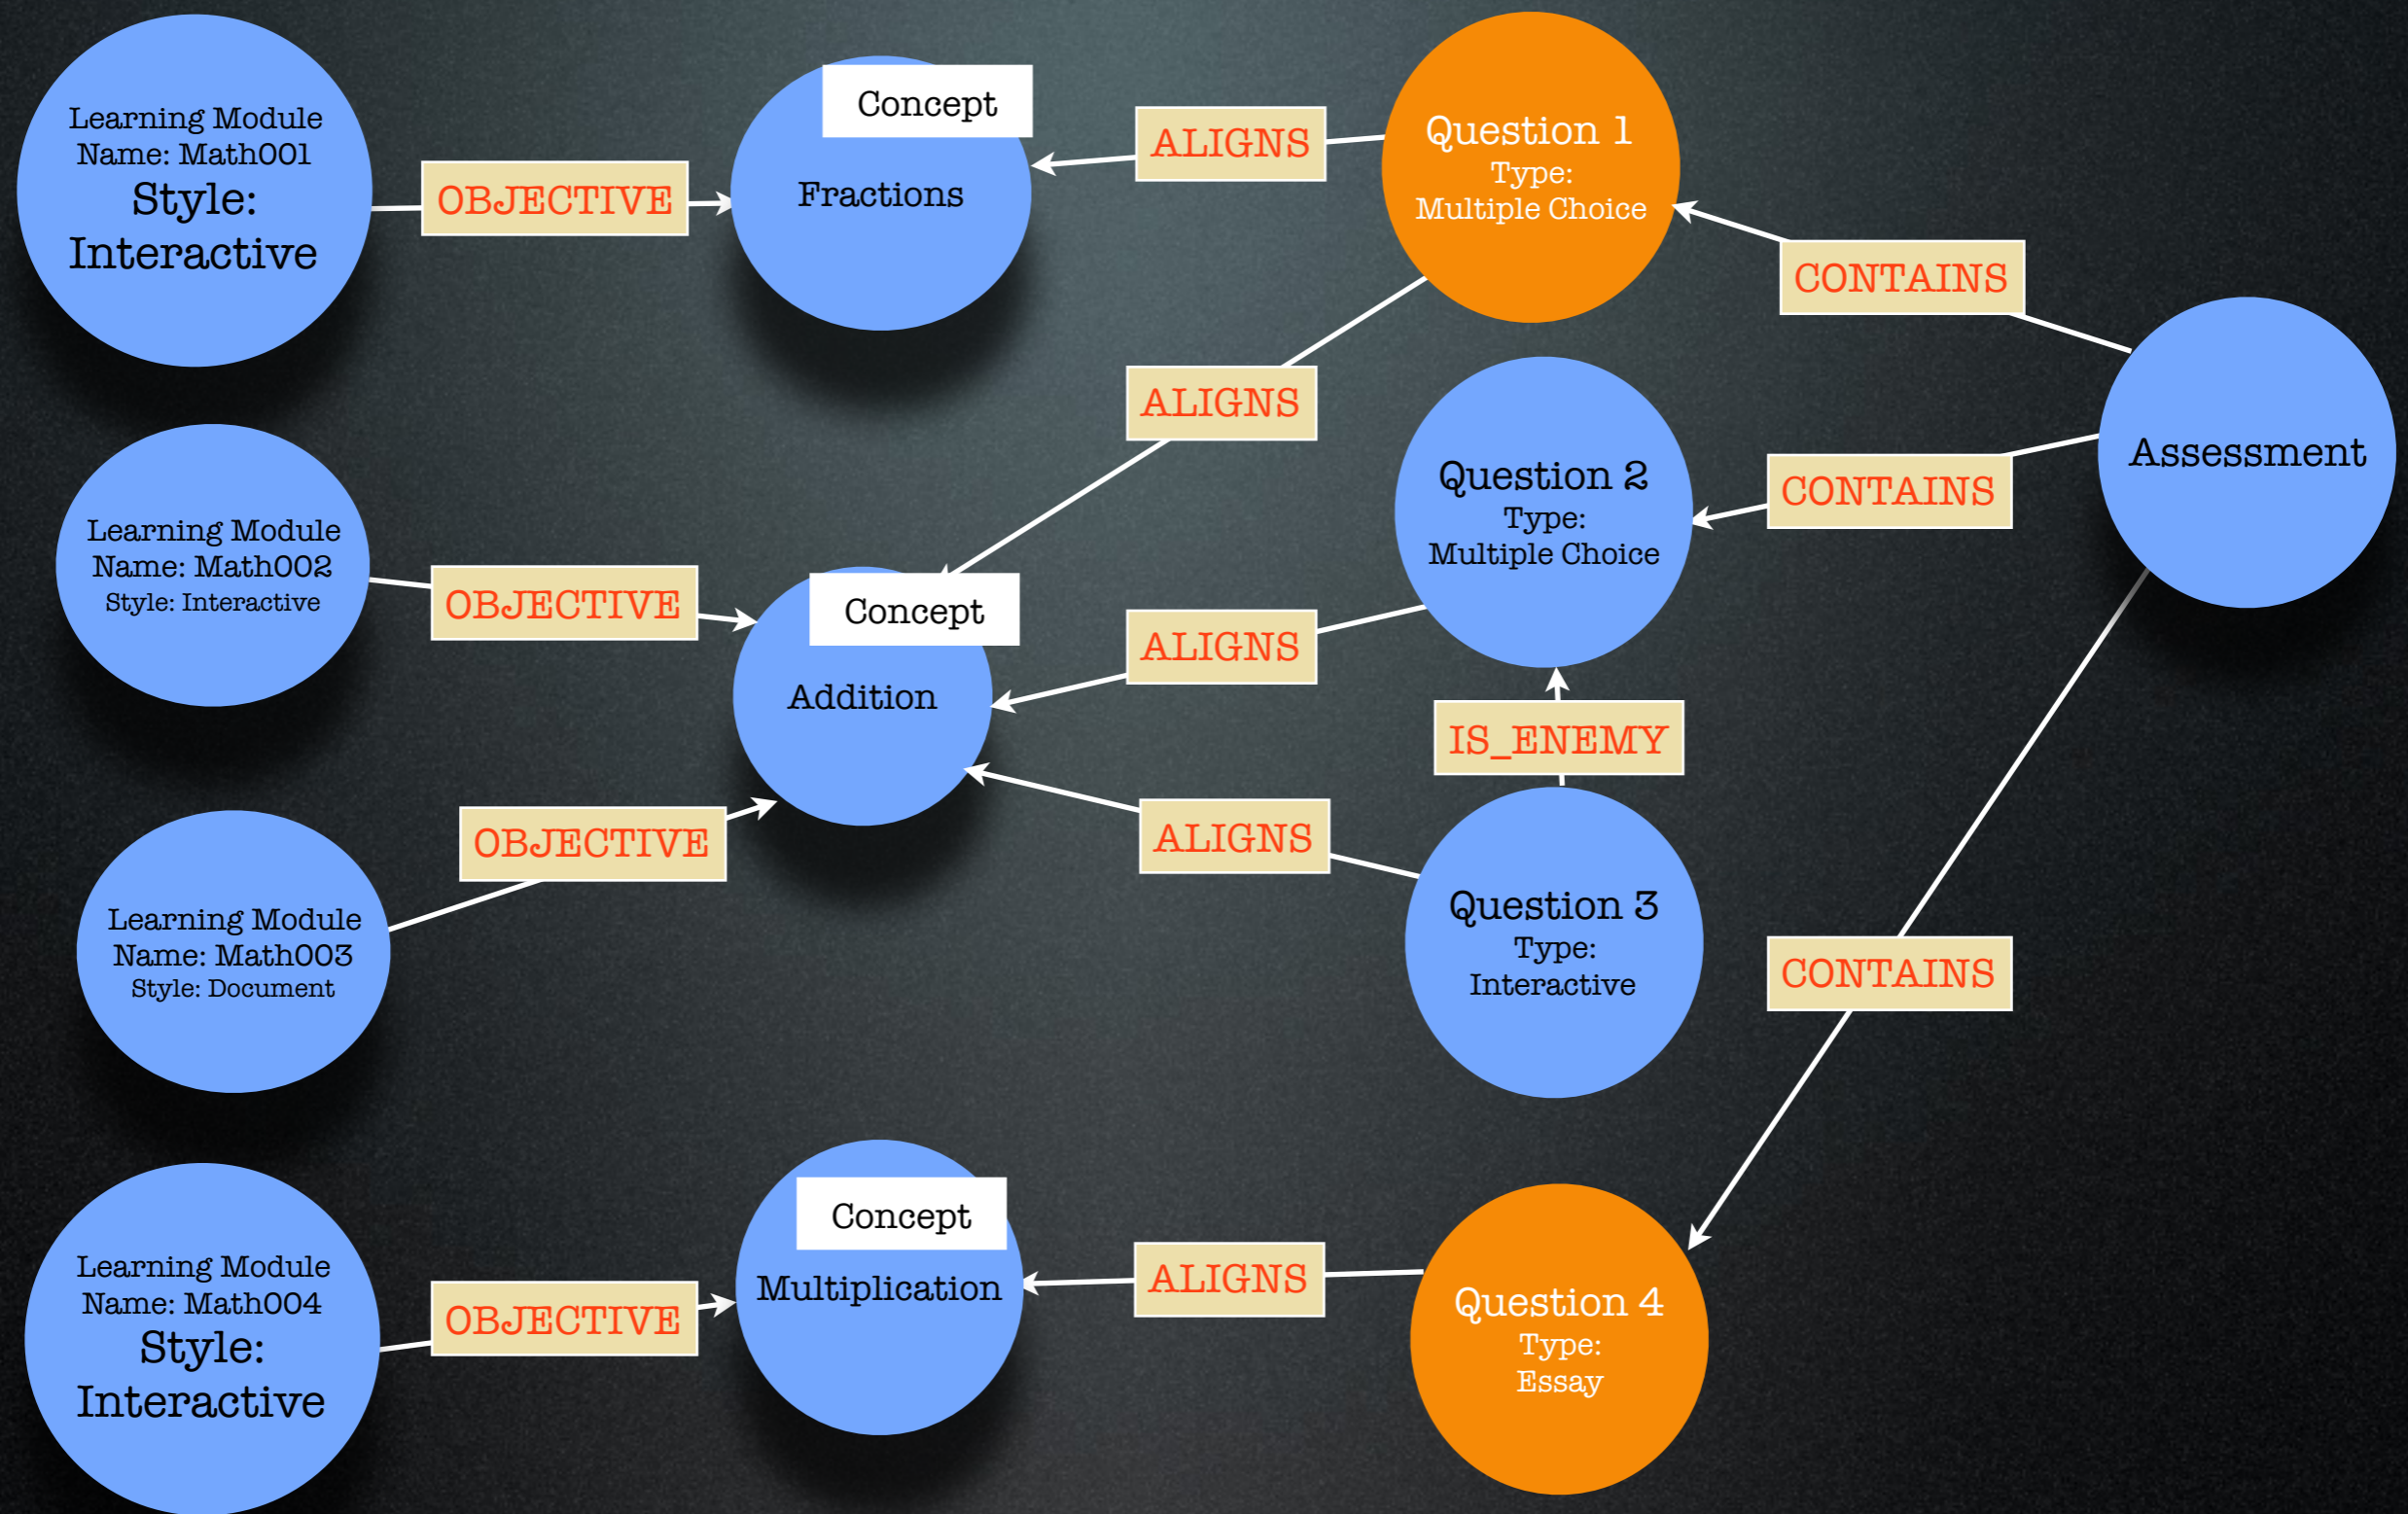 Learning Module
Name: Math001
Style:
Interactive
OBJECTIVE
Concept
Fractions
ALIGNS
Question 1
Type:
Multiple Choice
CONTAINS
ALIGNS
Learning Module
Name: Math002
Style: Interactive
OBJECTIVE
Concept
Addition
ALIGNS
Question 2
Type:
Multiple Choice
CONTAINS
Assessment
IS_ENEMY
Learning Module
Name: Math003
Style: Document
OBJECTIVE
ALIGNS
Question 3
Type:
Interactive
CONTAINS
Learning Module
Name: Math004
Style:
Interactive
OBJECTIVE
Concept
Multiplication
ALIGNS
Question 4
Type:
Essay